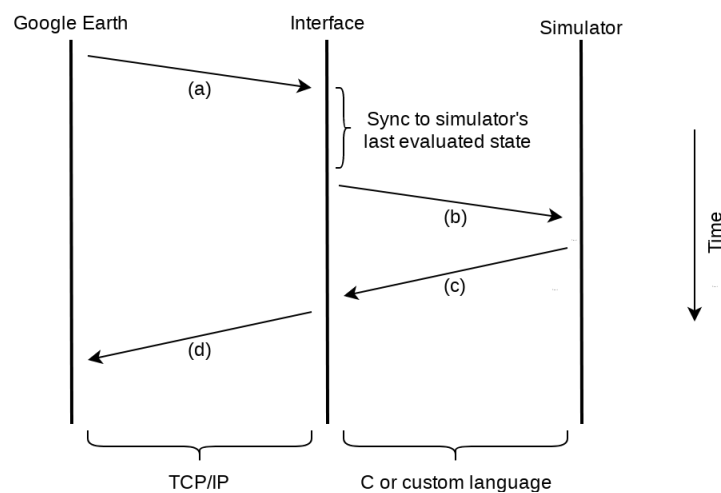 Google Earth
Interface
Simulator
(a)
Sync to simulator's
last evaluated state
(b)
Time
(c)
(d)
TCP/IP
C or custom language